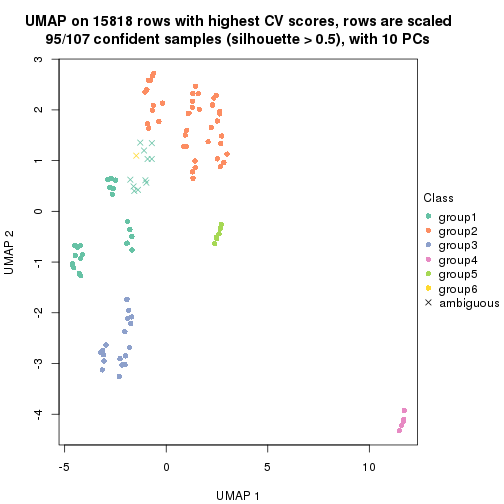 UMAP on 15818 rows with highest CV scores, rows are scaled
95/107 confident samples (silhouette > 0.5), with 10 PCs
3
2
1
0
-1
-2
-3
-4
UMAP 2
-5
0
5
10
UMAP 1
Class
group1
group2
group3
group4
group5
group6
ambiguous